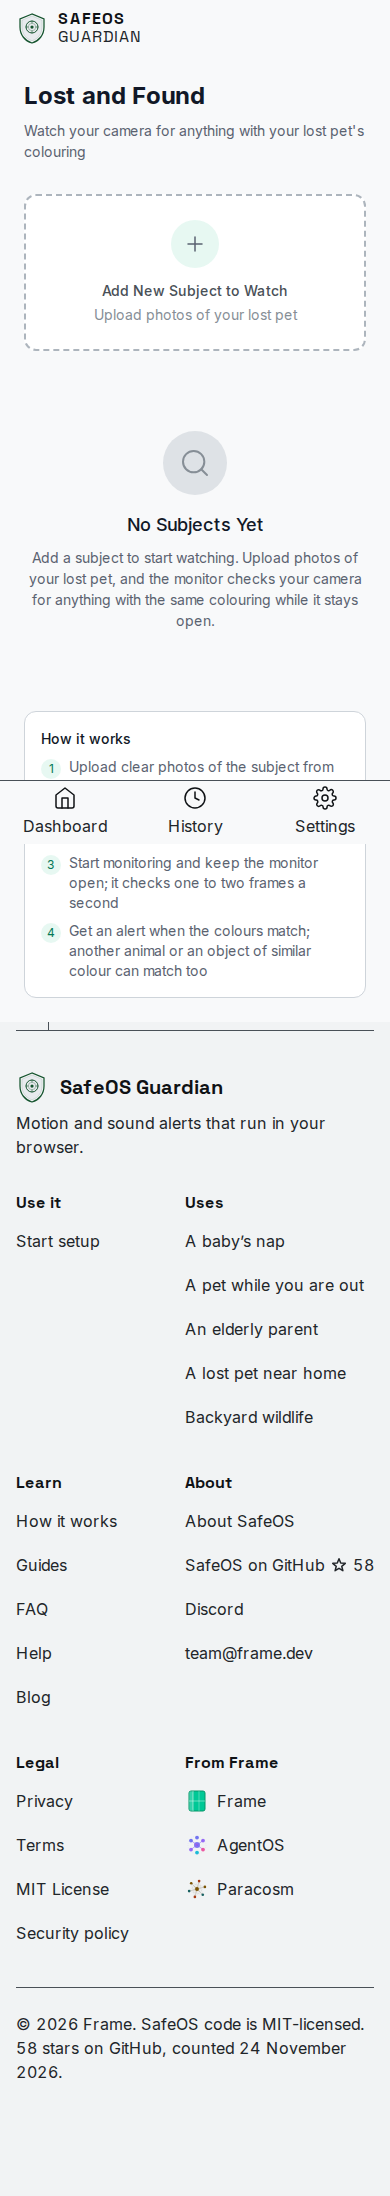 SAFEOS
GUARDIAN
Lost and Found
Watch your camera for anything with your lost pet's
colouring
Add New Subject to Watch
Upload photos of your lost pet
No Subjects Yet
Add a subject to start watching. Upload photos of
your lost pet, and the monitor checks your camera
for anything with the same colouring while it stays
open.
How it works
1 Upload clear photos of the subject from
Dashboard
History
Settings
3 Start monitoring and keep the monitor
open; it checks one to two frames a
second
4 Get an alert when the colours match;
another animal or an object of similar
colour can match too
SafeOS Guardian
Motion and sound alerts that run in your
browser.
Use it
Start setup
Uses
A baby’s nap
A pet while you are out
An elderly parent
A lost pet near home
Backyard wildlife
Learn
How it works
Guides
FAQ
Help
Blog
About
About SafeOS
SafeOS on GitHub ☆ 58
Discord
team@frame.dev
Legal
Privacy
Terms
MIT License
Security policy
From Frame
Frame
AgentOS
Paracosm
© 2026 Frame. SafeOS code is MIT-licensed.
58 stars on GitHub, counted 24 November
2026.